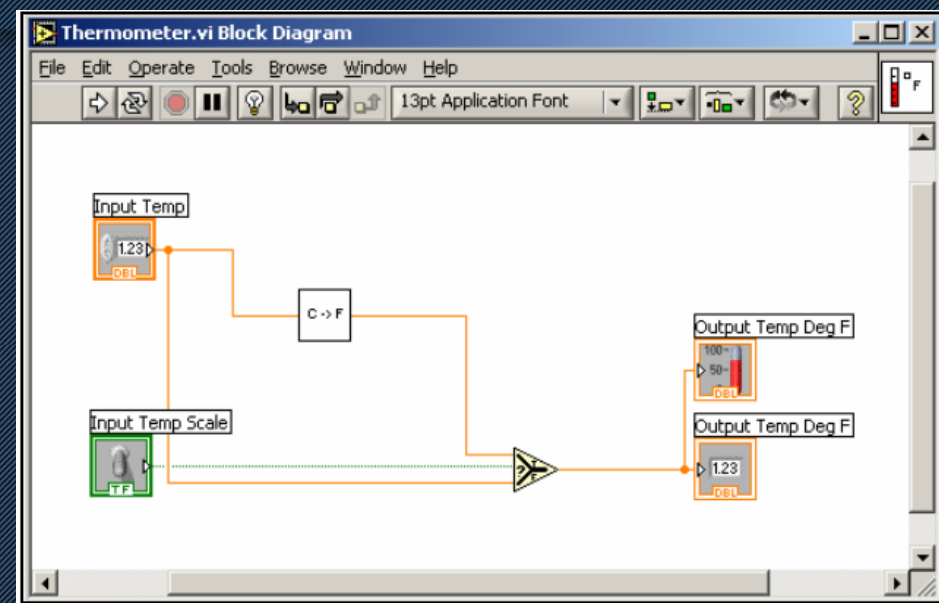 Thermometer.vi Block Diagram
File Edit Operate Tools Browse Window Help
13pt Application Font
F
Input Temp
1.23
DBL
C -> F
Output Temp Deg F
100
50
DBL
Input Temp Scale
TF
? T F
Output Temp Deg F
1.23
DBL